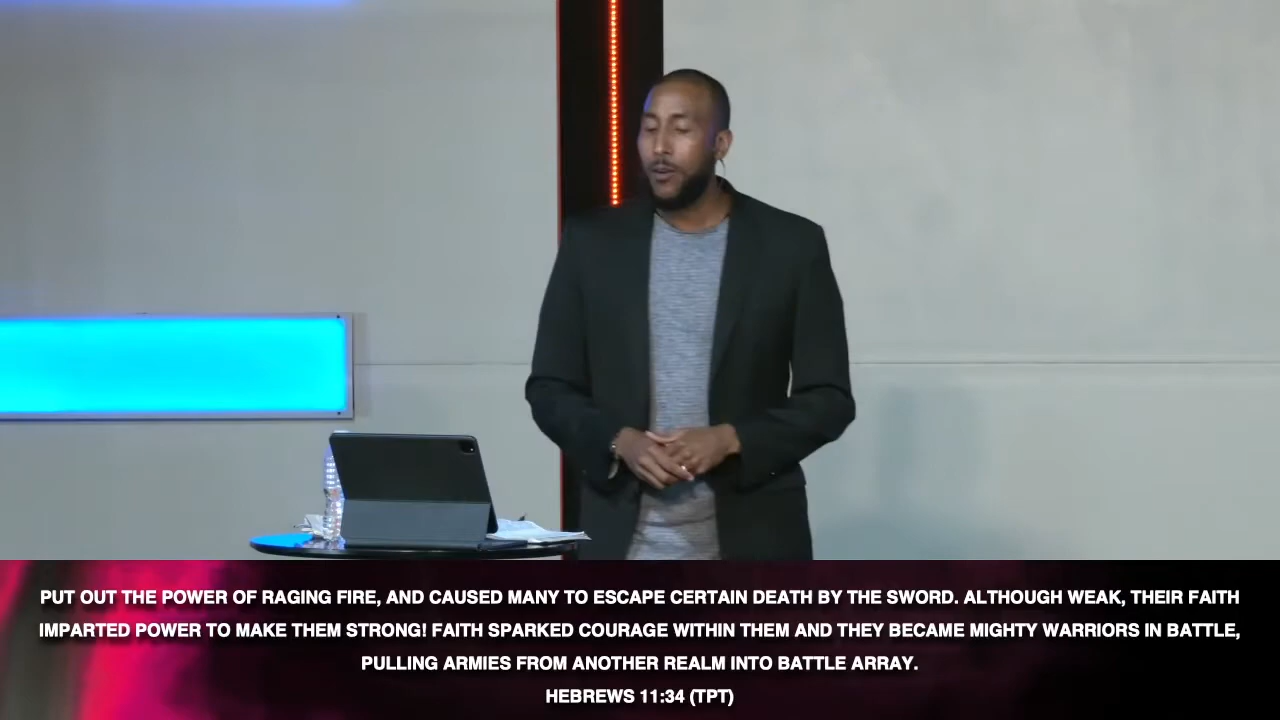 PUT OUT THE POWER OF RAGING FIRE, AND CAUSED MANY TO ESCAPE CERTAIN DEATH BY THE SWORD. ALTHOUGH WEAK, THEIR FAITH
IMPARTED POWER TO MAKE THEM STRONG! FAITH SPARKED COURAGE WITHIN THEM AND THEY BECAME MIGHTY WARRIORS IN BATTLE,
PULLING ARMIES FROM ANOTHER REALM INTO BATTLE ARRAY.
HEBREWS 11:34 (TPT)